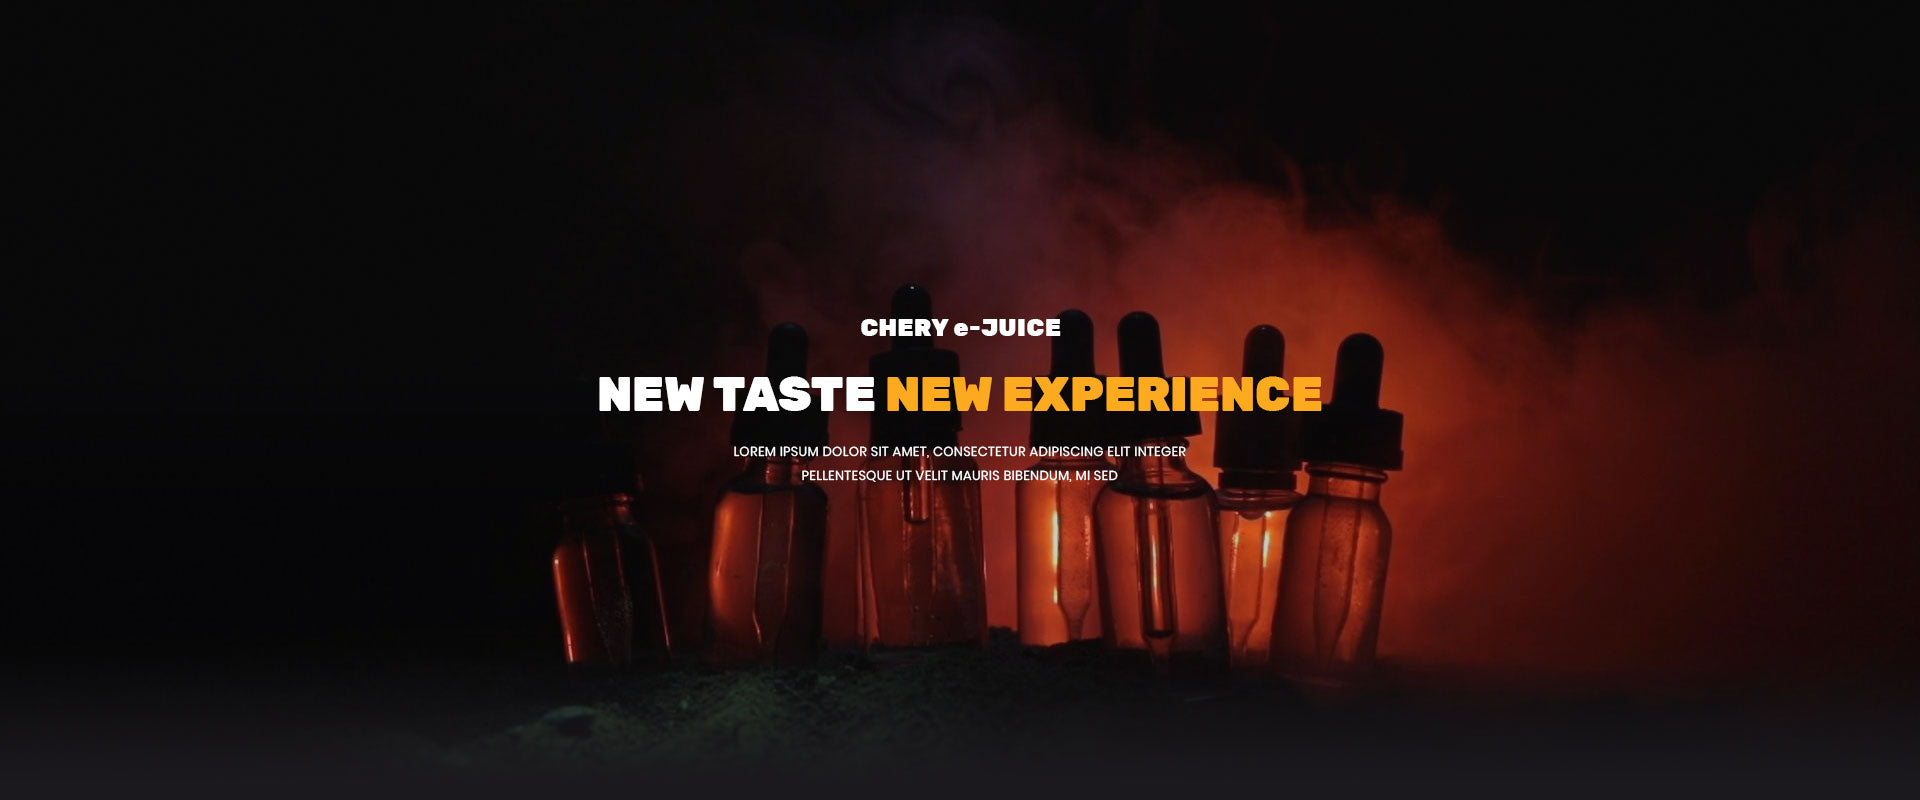 CHERY e-JUICE
NEW TASTE NEW EXPERIENCE
LOREM IPSUM DOLOR SIT AMET, CONSECTETUR ADIPISCING ELIT INTEGER
PELLENTESQUE UT VELIT MAURIS BIBENDUM, MI SED